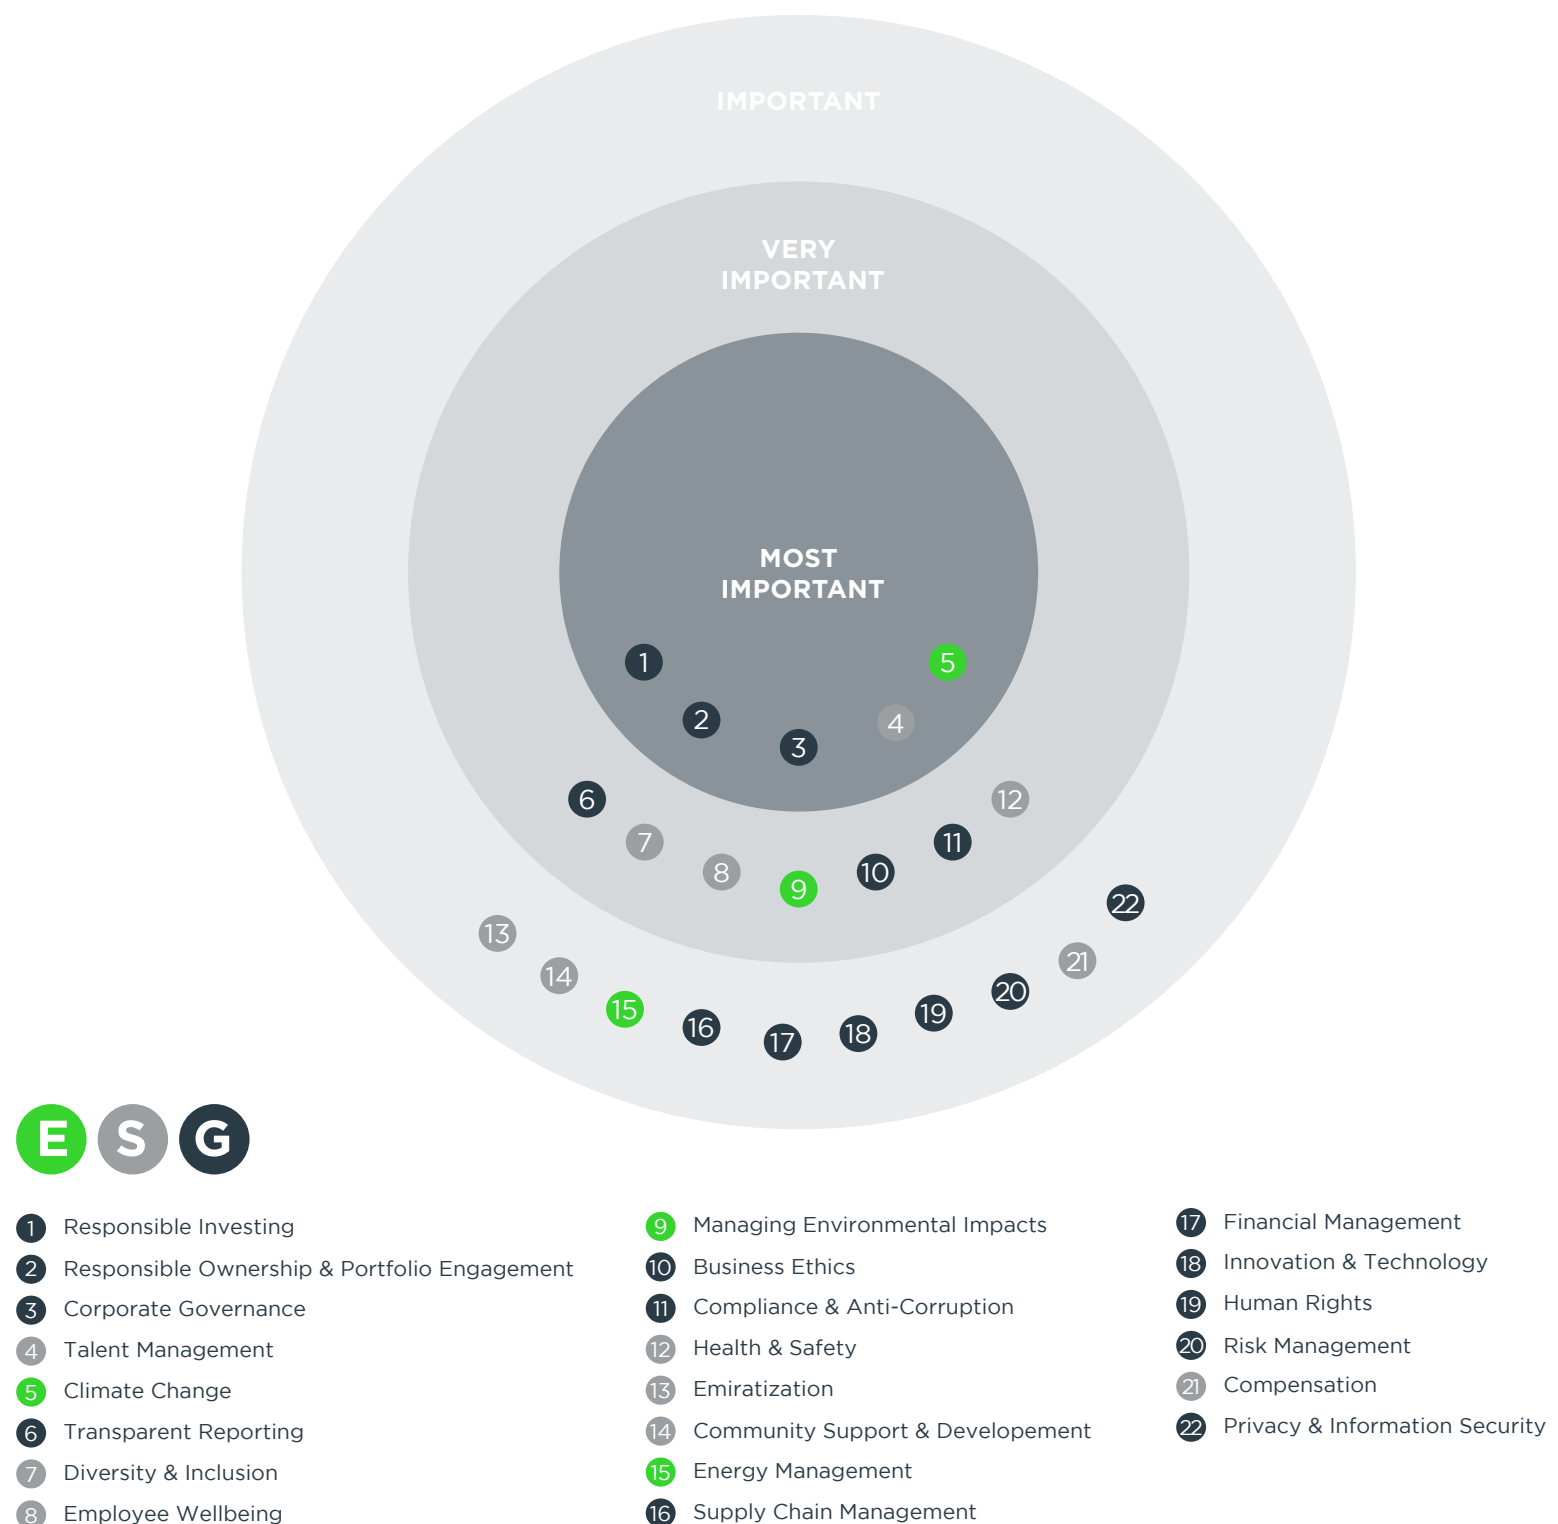 IMPORTANT
VERY
IMPORTANT
MOST
IMPORTANT
1
5
2
4
3
6
12
7
11
8
10
9
22
13
21
14
20
15
19
16
18
17
E S G
1 Responsible Investing
2 Responsible Ownership & Portfolio Engagement
3 Corporate Governance
4 Talent Management
5 Climate Change
6 Transparent Reporting
7 Diversity & Inclusion
8 Employee Wellbeing
9 Managing Environmental Impacts
10 Business Ethics
11 Compliance & Anti-Corruption
12 Health & Safety
13 Emiratization
14 Community Support & Developement
15 Energy Management
16 Supply Chain Management
17 Financial Management
18 Innovation & Technology
19 Human Rights
20 Risk Management
21 Compensation
22 Privacy & Information Security